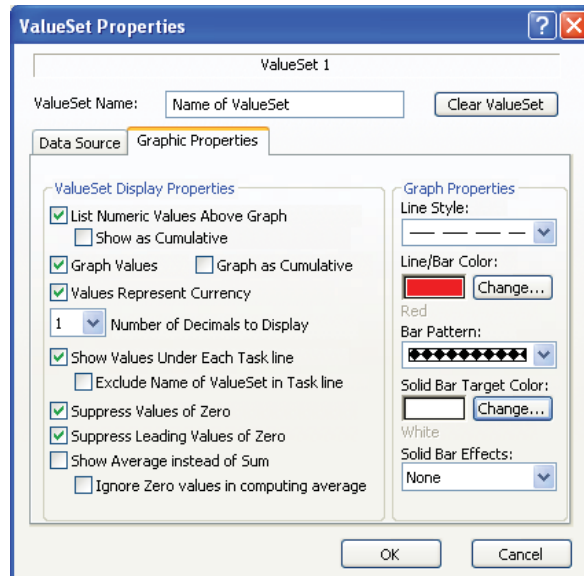 ValueSet Properties
ValueSet 1
ValueSet Name: Name of ValueSet Clear ValueSet
Data Source Graphic Properties
ValueSet Display Properties
List Numeric Values Above Graph
Show as Cumulative
Graph Values Graph as Cumulative
Values Represent Currency
1 Number of Decimals to Display
Show Values Under Each Task line
Exclude Name of ValueSet in Task line
Suppress Values of Zero
Suppress Leading Values of Zero
Show Average instead of Sum
Ignore Zero values in computing average
Graph Properties
Line Style:
Line/Bar Color:
Change...
Red
Bar Pattern:
Solid Bar Target Color:
Change...
White
Solid Bar Effects:
None
OK Cancel